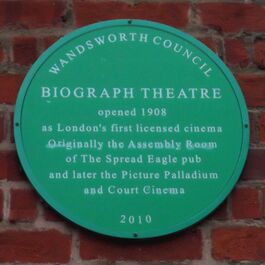 WANDSWORTH COUNCIL
BIOGRAPH THEATRE
opened 1908
as London's first licensed cinema
Originally the Assembly Room
of The Spread Eagle pub
and later the Picture Palladium
and Court Cinema
2010